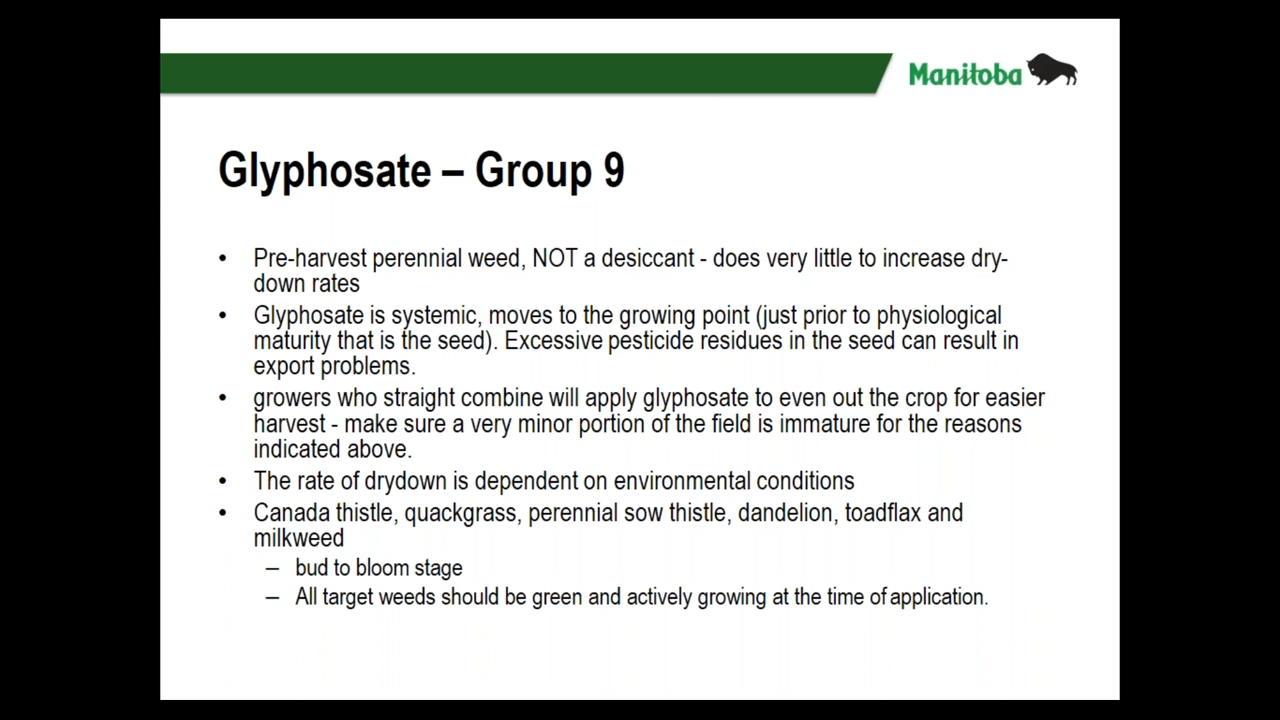 Manitoba
Glyphosate – Group 9
• Pre-harvest perennial weed, NOT a desiccant - does very little to increase dry-
down rates
• Glyphosate is systemic, moves to the growing point (just prior to physiological
maturity that is the seed). Excessive pesticide residues in the seed can result in
export problems.
• growers who straight combine will apply glyphosate to even out the crop for easier
harvest - make sure a very minor portion of the field is immature for the reasons
indicated above.
• The rate of drydown is dependent on environmental conditions
• Canada thistle, quackgrass, perennial sow thistle, dandelion, toadflax and
milkweed
– bud to bloom stage
– All target weeds should be green and actively growing at the time of application.